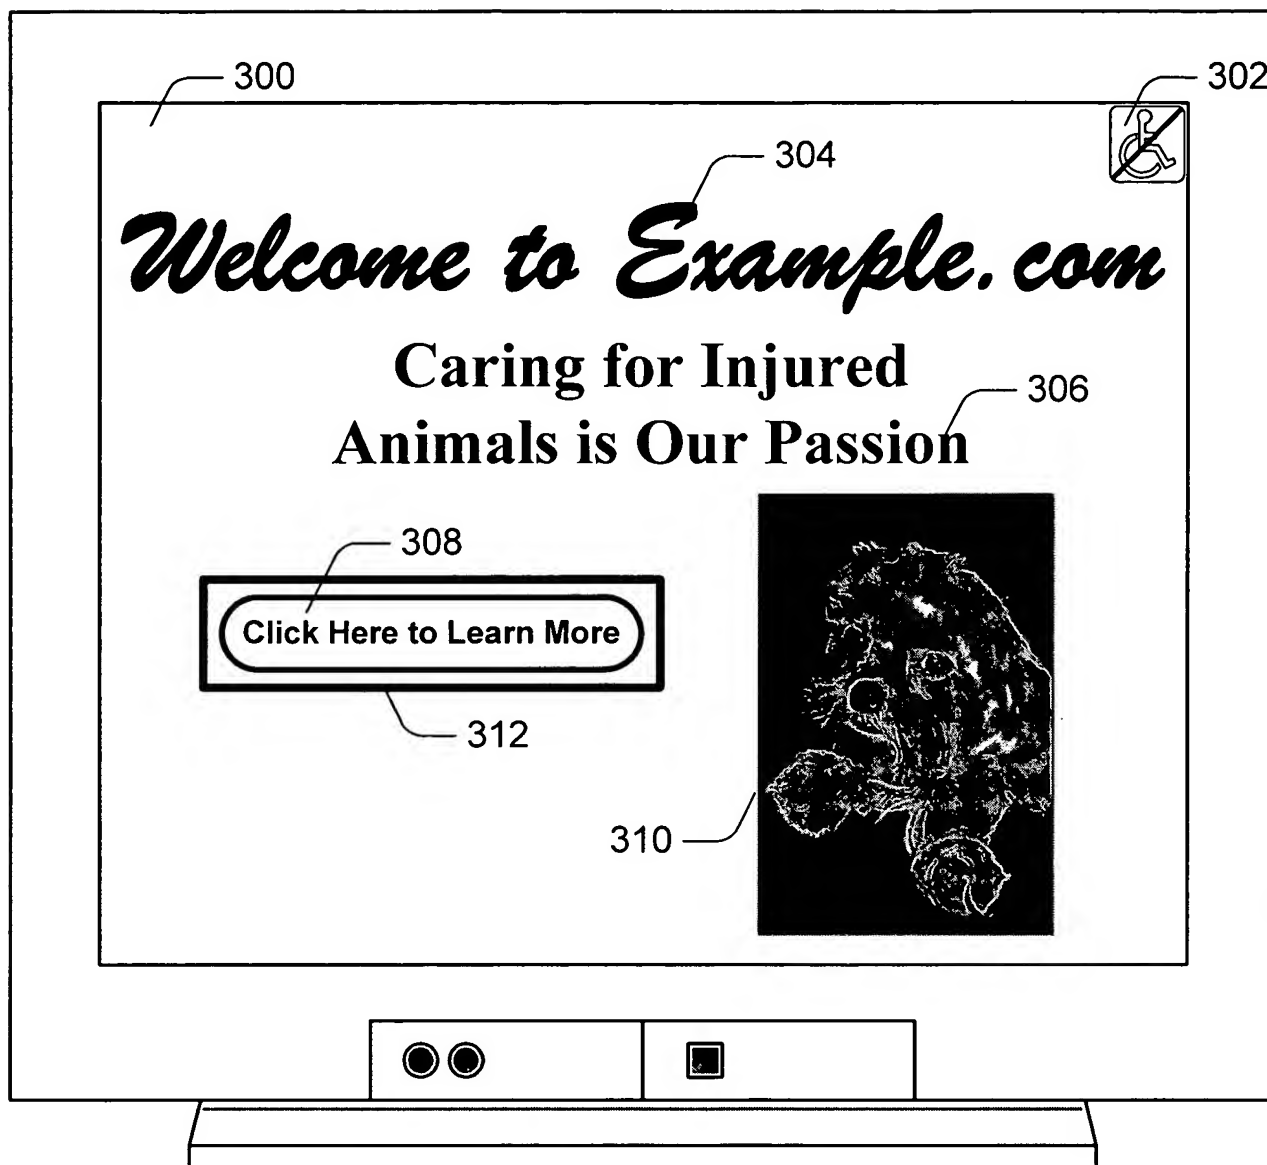 300
302
304
Welcome to Example.com
Caring for Injured
306
Animals is Our Passion
308
Click Here to Learn More
312
310